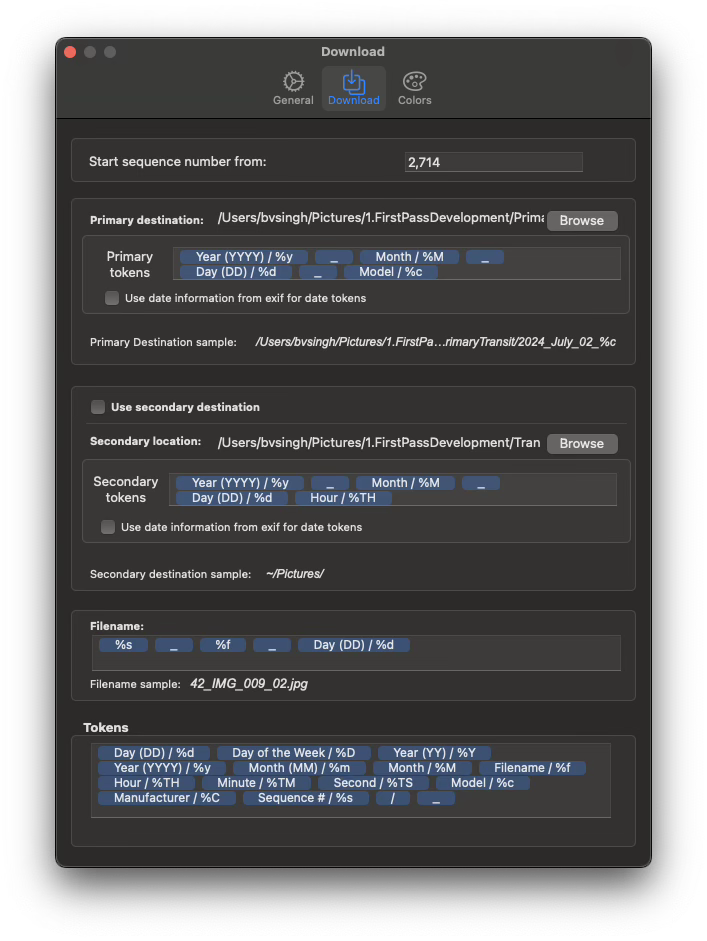 Download
General Download Colors
Start sequence number from: 2,714
Primary destination: /Users/bvsingh/Pictures/1.FirstPassDevelopment/Prima Browse
Primary tokens
Year (YYYY) / %y _ Month / %M _
Day (DD) / %d _ Model / %c
Use date information from exif for date tokens
Primary Destination sample: /Users/bvsingh/Pictures/1.FirstPa...rimaryTransit/2024_July_02_%c
Use secondary destination
Secondary location: /Users/bvsingh/Pictures/1.FirstPassDevelopment/Tran Browse
Secondary tokens
Year (YYYY) / %y _ Month / %M _
Day (DD) / %d Hour / %TH
Use date information from exif for date tokens
Secondary destination sample: ~/Pictures/
Filename:
%s _ %f _ Day (DD) / %d
Filename sample: 42_IMG_009_02.jpg
Tokens
Day (DD) / %d Day of the Week / %D Year (YY) / %Y
Year (YYYY) / %y Month (MM) / %m Month / %M Filename / %f
Hour / %TH Minute / %TM Second / %TS Model / %c
Manufacturer / %C Sequence # / %s / _